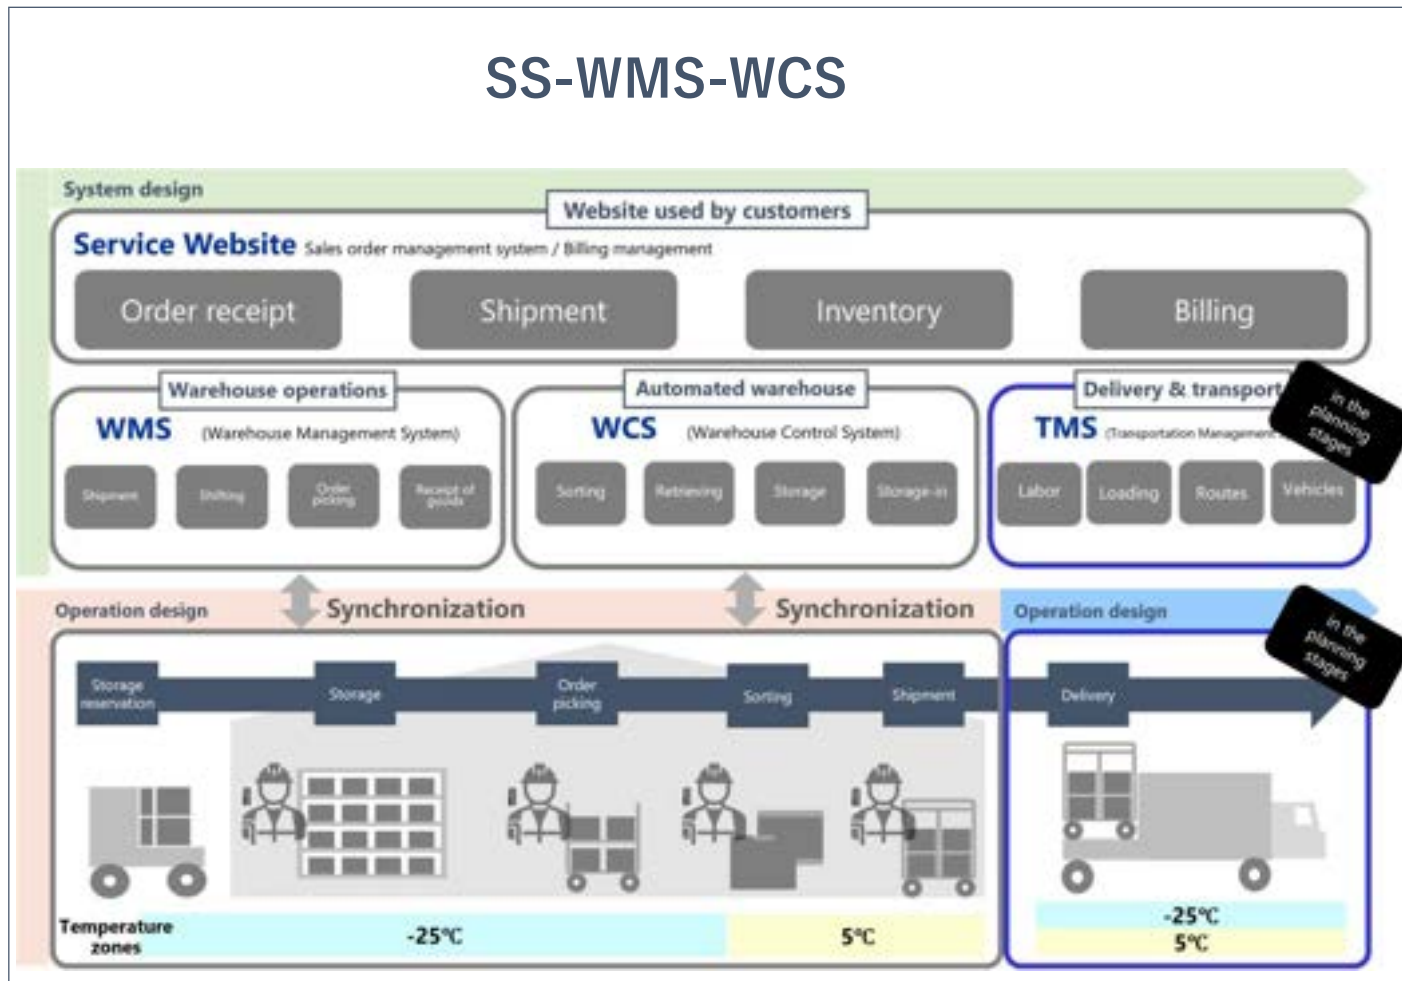 SS-WMS-WCS
System design
Website used by customers
Service Website Sales order management system / Billing management
Order receipt
Shipment
Inventory
Billing
Warehouse operations
WMS (Warehouse Management System)
Shipment
Shifting
Order
picking
Receipt of
goods
Automated warehouse
WCS (Warehouse Control System)
Sorting
Retrieving
Storage
Storage-in
Delivery & transport
TMS (Transportation Management
Labor
Loading
Routes
Vehicles
in the
planning
stages
Operation design
Synchronization
Synchronization
Operation design
in the
planning
stages
Storage
reservation
Storage
Order
picking
Sorting
Shipment
Delivery
Temperature
zones
-25℃
5℃
-25℃
5℃